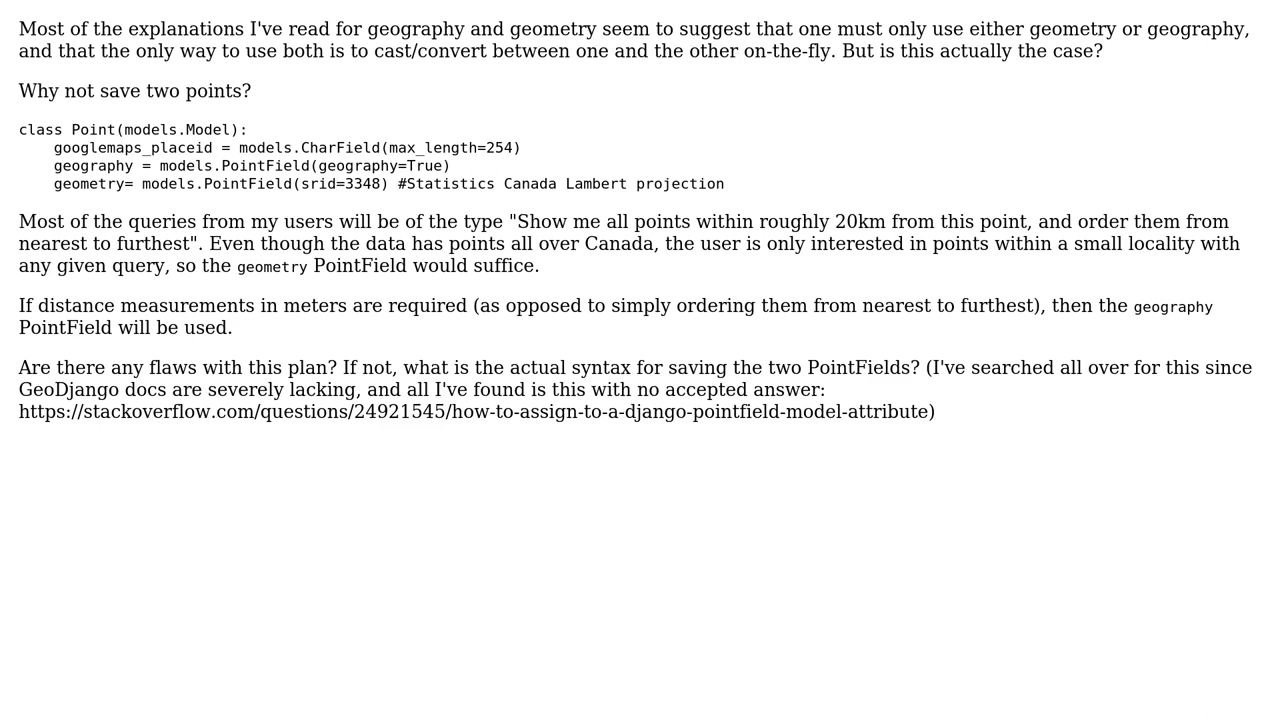 Most of the explanations I've read for geography and geometry seem to suggest that one must only use either geometry or geography,
and that the only way to use both is to cast/convert between one and the other on-the-fly. But is this actually the case?
Why not save two points?
class Point(models.Model):
    googlemaps_placeid = models.CharField(max_length=254)
    geography = models.PointField(geography=True)
    geometry= models.PointField(srid=3348) #Statistics Canada Lambert projection
Most of the queries from my users will be of the type "Show me all points within roughly 20km from this point, and order them from
nearest to furthest". Even though the data has points all over Canada, the user is only interested in points within a small locality with
any given query, so the geometry PointField would suffice.
If distance measurements in meters are required (as opposed to simply ordering them from nearest to furthest), then the geography
PointField will be used.
Are there any flaws with this plan? If not, what is the actual syntax for saving the two PointFields? (I've searched all over for this since
GeoDjango docs are severely lacking, and all I've found is this with no accepted answer:
https://stackoverflow.com/questions/24921545/how-to-assign-to-a-django-pointfield-model-attribute)